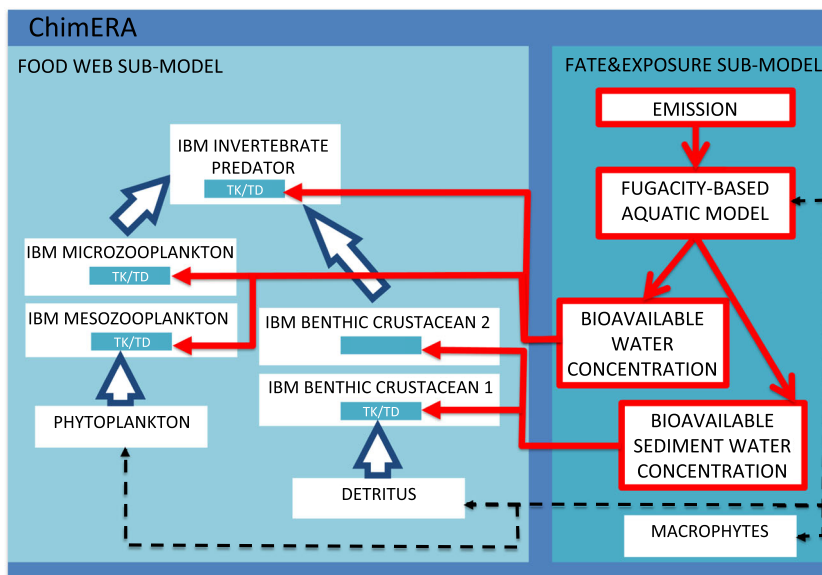 ChimERA
FOOD WEB SUB-MODEL
IBM INVERTEBRATE
PREDATOR
TK/TD
IBM MICROZOOPLANKTON
TK/TD
IBM MESOZOOPLANKTON
TK/TD
PHYTOPLANKTON
IBM BENTHIC CRUSTACEAN 2
IBM BENTHIC CRUSTACEAN 1
TK/TD
DETRITUS
FATE&EXPOSURE SUB-MODEL
EMISSION
FUGACITY-BASED
AQUATIC MODEL
BIOAVAILABLE
WATER
CONCENTRATION
BIOAVAILABLE
SEDIMENT WATER
CONCENTRATION
MACROPHYTES